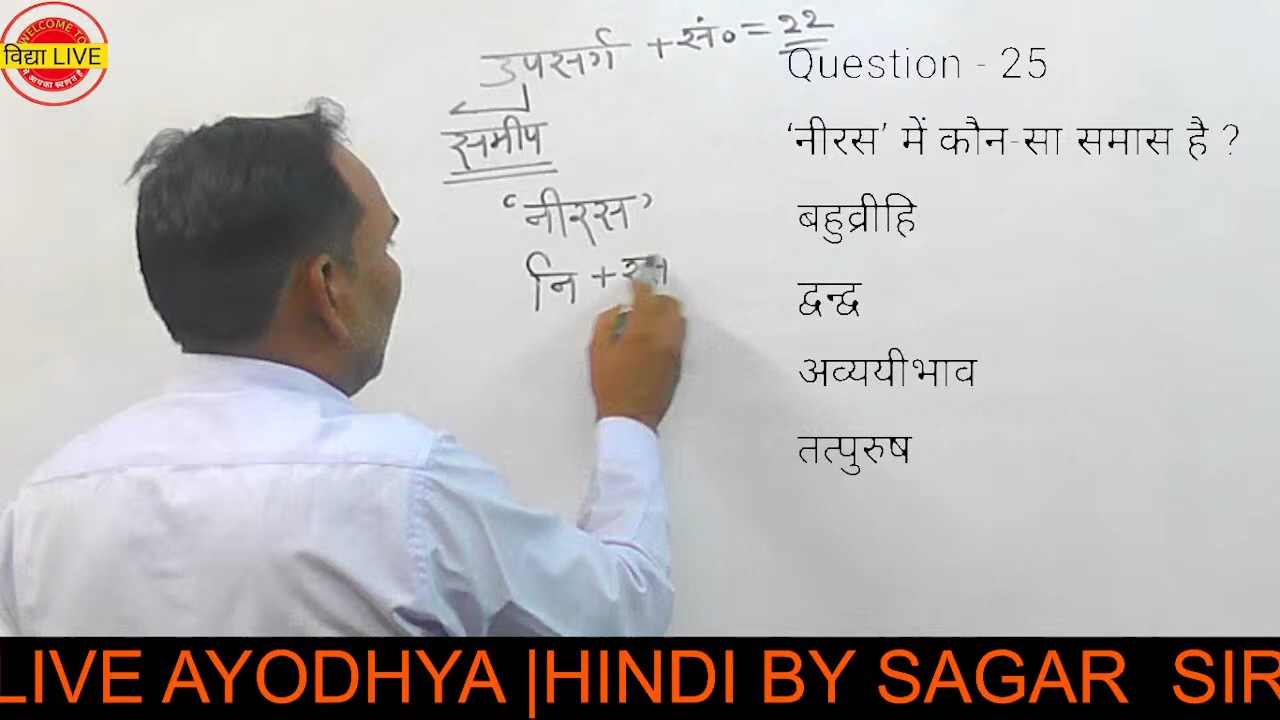 WELCOME TO
विद्या LIVE
उपसर्ग + सं० = 22
समीप
‘नीरस’
नि + रस
Question - 25
‘नीरस’ में कौन-सा समास है ?
बहुव्रीहि
द्वन्द्व
अव्ययीभाव
तत्पुरुष
LIVE AYODHYA |HINDI BY SAGAR SIR